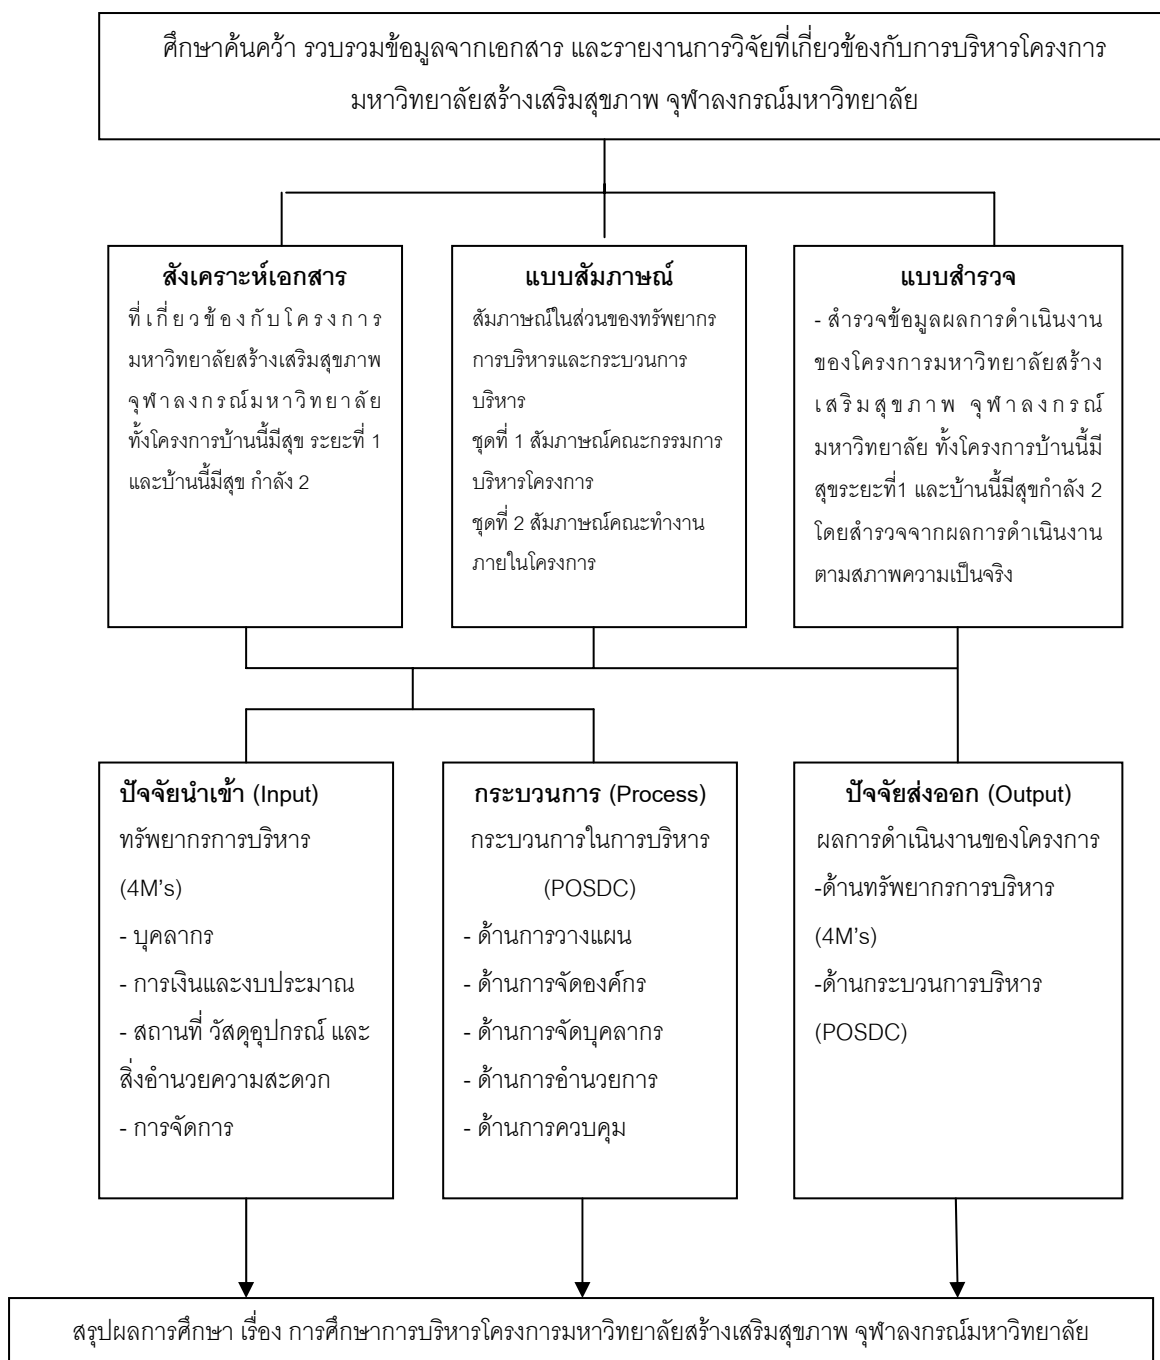 ศึกษาค้นคว้า รวบรวมข้อมูลจากเอกสาร และรายงานการวิจัยที่เกี่ยวข้องกับการบริหารโครงการ
มหาวิทยาลัยสร้างเสริมสุขภาพ จุฬาลงกรณ์มหาวิทยาลัย
สังเคราะห์เอกสาร
ที่เกี่ยวข้องกับโครงการ
มหาวิทยาลัยสร้างเสริมสุขภาพ
จุฬาลงกรณ์มหาวิทยาลัย
ทั้งโครงการบ้านนี้มีสุข ระยะที่ 1
และบ้านนี้มีสุข กำลัง 2
แบบสัมภาษณ์
สัมภาษณ์ในส่วนของทรัพยากร
การบริหารและกระบวนการ
บริหาร
ชุดที่ 1 สัมภาษณ์คณะกรรมการ
บริหารโครงการ
ชุดที่ 2 สัมภาษณ์คณะทำงาน
ภายในโครงการ
แบบสำรวจ
- สำรวจข้อมูลผลการดำเนินงาน
ของโครงการมหาวิทยาลัยสร้าง
เสริมสุขภาพ จุฬาลงกรณ์
มหาวิทยาลัย ทั้งโครงการบ้านนี้มี
สุขระยะที่1 และบ้านนี้มีสุขกำลัง 2
โดยสำรวจจากผลการดำเนินงาน
ตามสภาพความเป็นจริง
ปัจจัยนำเข้า (Input)
ทรัพยากรการบริหาร
(4M's)
- บุคลากร
- การเงินและงบประมาณ
- สถานที่ วัสดุอุปกรณ์ และ
สิ่งอำนวยความสะดวก
- การจัดการ
กระบวนการ (Process)
กระบวนการในการบริหาร
(POSDC)
- ด้านการวางแผน
- ด้านการจัดองค์กร
- ด้านการจัดบุคลากร
- ด้านการอำนวยการ
- ด้านการควบคุม
ปัจจัยส่งออก (Output)
ผลการดำเนินงานของโครงการ
-ด้านทรัพยากรการบริหาร
(4M's)
-ด้านกระบวนการบริหาร
(POSDC)
สรุปผลการศึกษา เรื่อง การศึกษาการบริหารโครงการมหาวิทยาลัยสร้างเสริมสุขภาพ จุฬาลงกรณ์มหาวิทยาลัย